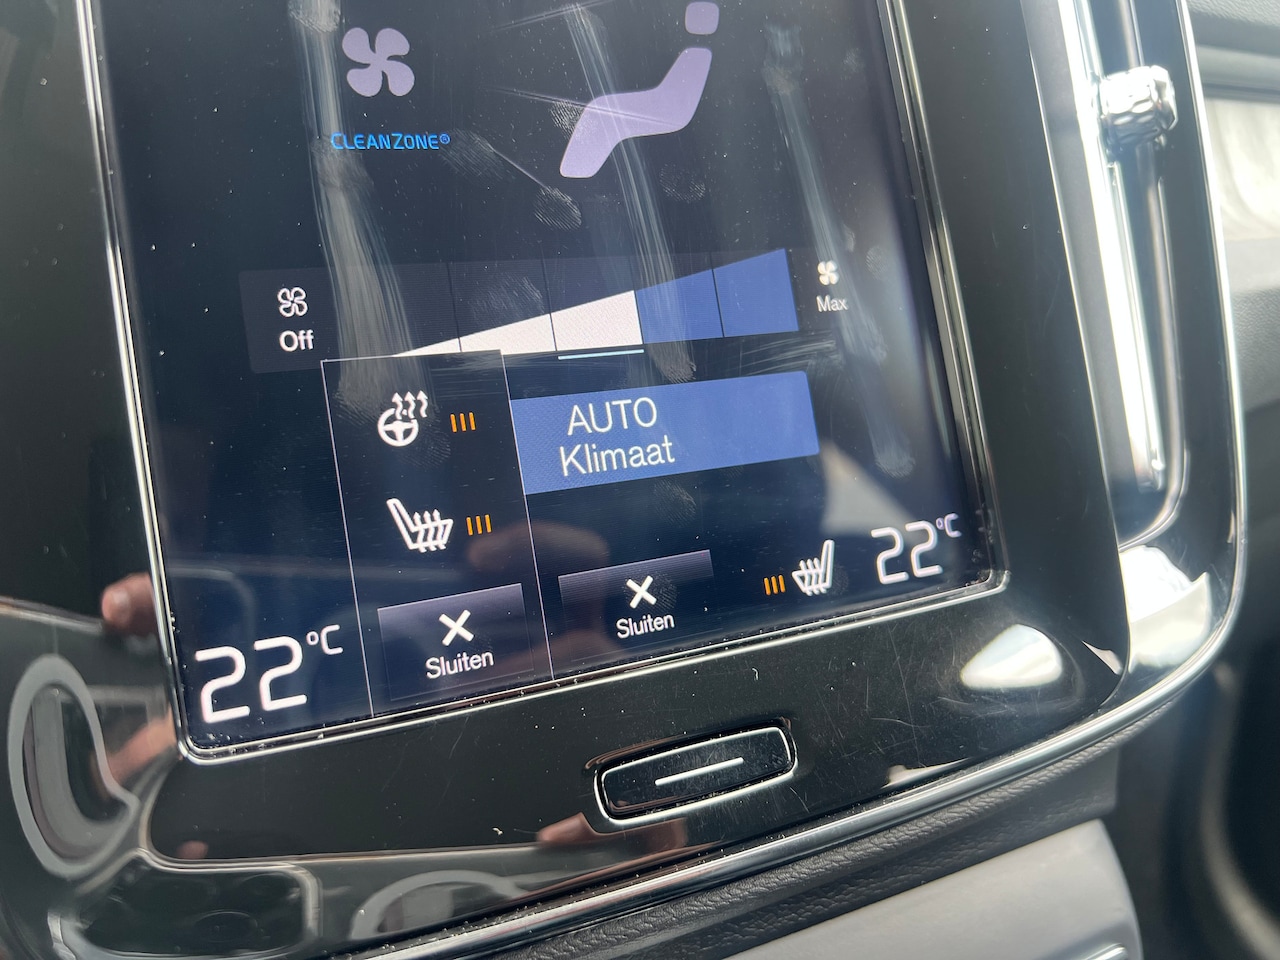 CLEANZONE®
Off
Max
AUTO
Klimaat
22°C
Sluiten
Sluiten
22°C